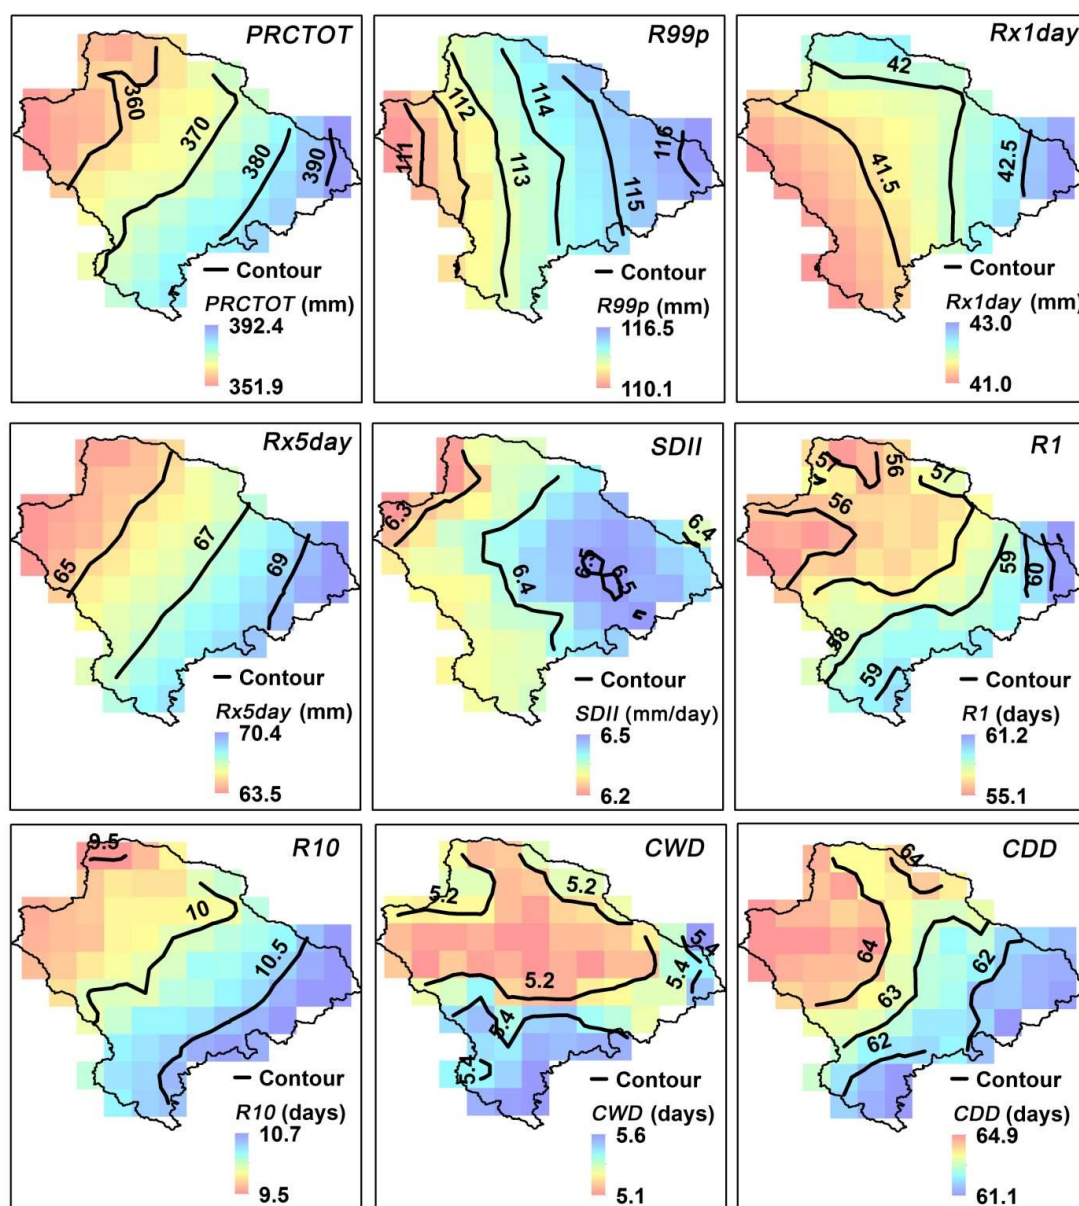 PRCTOT
360
370
380
390
Contour
PRCTOT (mm)
392.4
351.9
R99p
111
112
113
114
115
116
Contour
R99p (mm)
116.5
110.1
Rx1day
42
41.5
42.5
Contour
Rx1day (mm)
43.0
41.0
Rx5day
65
67
69
Contour
Rx5day (mm)
70.4
63.5
SDII
6.3
6.4
6.5
6.5
6.4
Contour
SDII (mm/day)
6.5
6.2
R1
57
56
57
56
59
60
58
59
Contour
R1 (days)
61.2
55.1
R10
9.5
10
10.5
Contour
R10 (days)
10.7
9.5
CWD
5.2
5.2
5.4
5.4
5.2
5.4
5.4
Contour
CWD (days)
5.6
5.1
CDD
64
64
62
63
62
Contour
CDD (days)
64.9
61.1